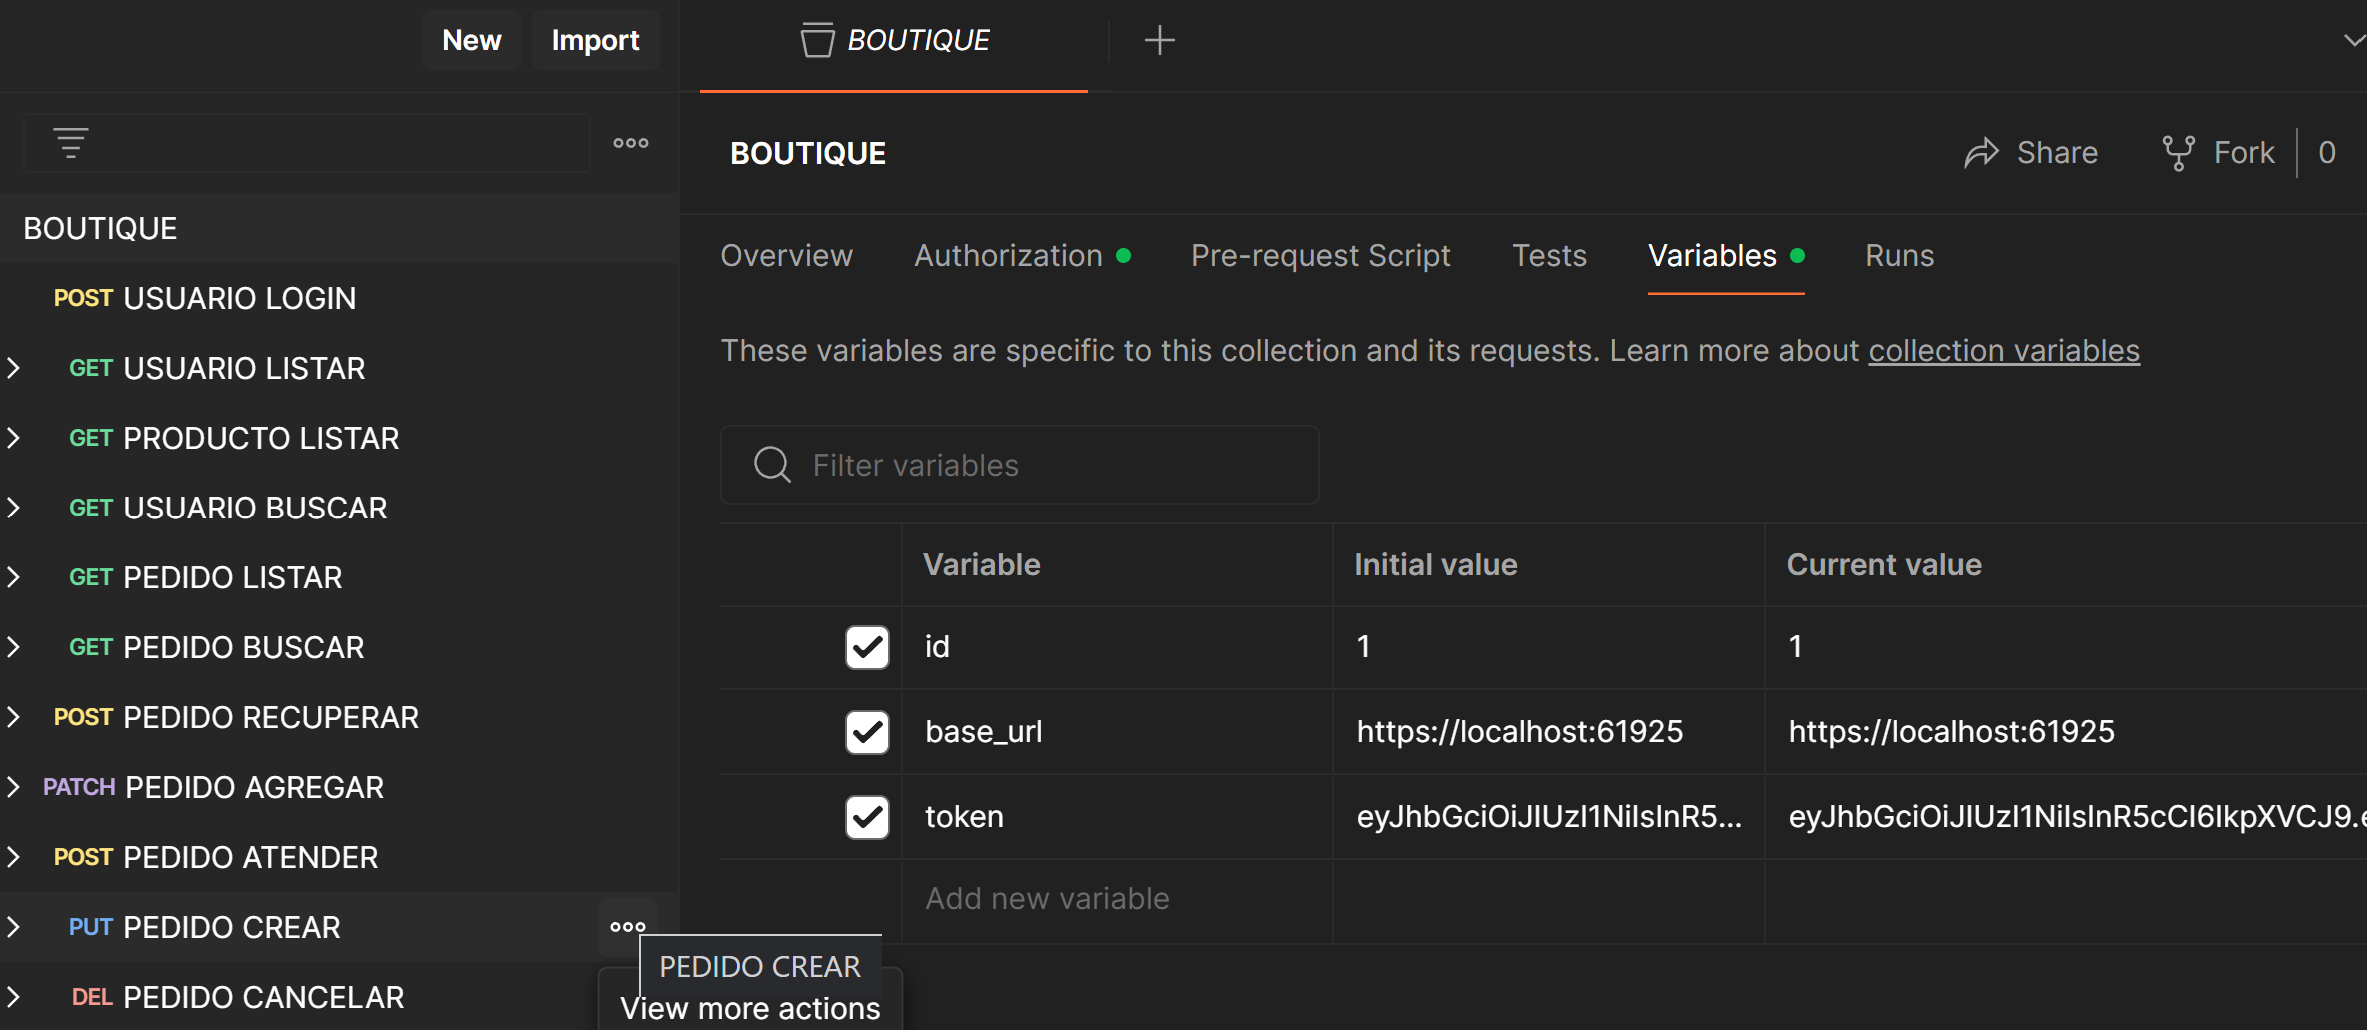 New Import
BOUTIQUE
BOUTIQUE
Share Fork 0
BOUTIQUE
POST USUARIO LOGIN
GET USUARIO LISTAR
GET PRODUCTO LISTAR
GET USUARIO BUSCAR
GET PEDIDO LISTAR
GET PEDIDO BUSCAR
POST PEDIDO RECUPERAR
PATCH PEDIDO AGREGAR
POST PEDIDO ATENDER
PUT PEDIDO CREAR
DEL PEDIDO CANCELAR
PEDIDO CREAR
View more actions
Overview Authorization Pre-request Script Tests Variables Runs
These variables are specific to this collection and its requests. Learn more about collection variables
Filter variables
Variable Initial value Current value
id 1 1
base_url https://localhost:61925 https://localhost:61925
token eyJhbGciOiJIUzI1NiIsInR5... eyJhbGciOiJIUzI1NiIsInR5cCI6IkpXVCJ9.e
Add new variable